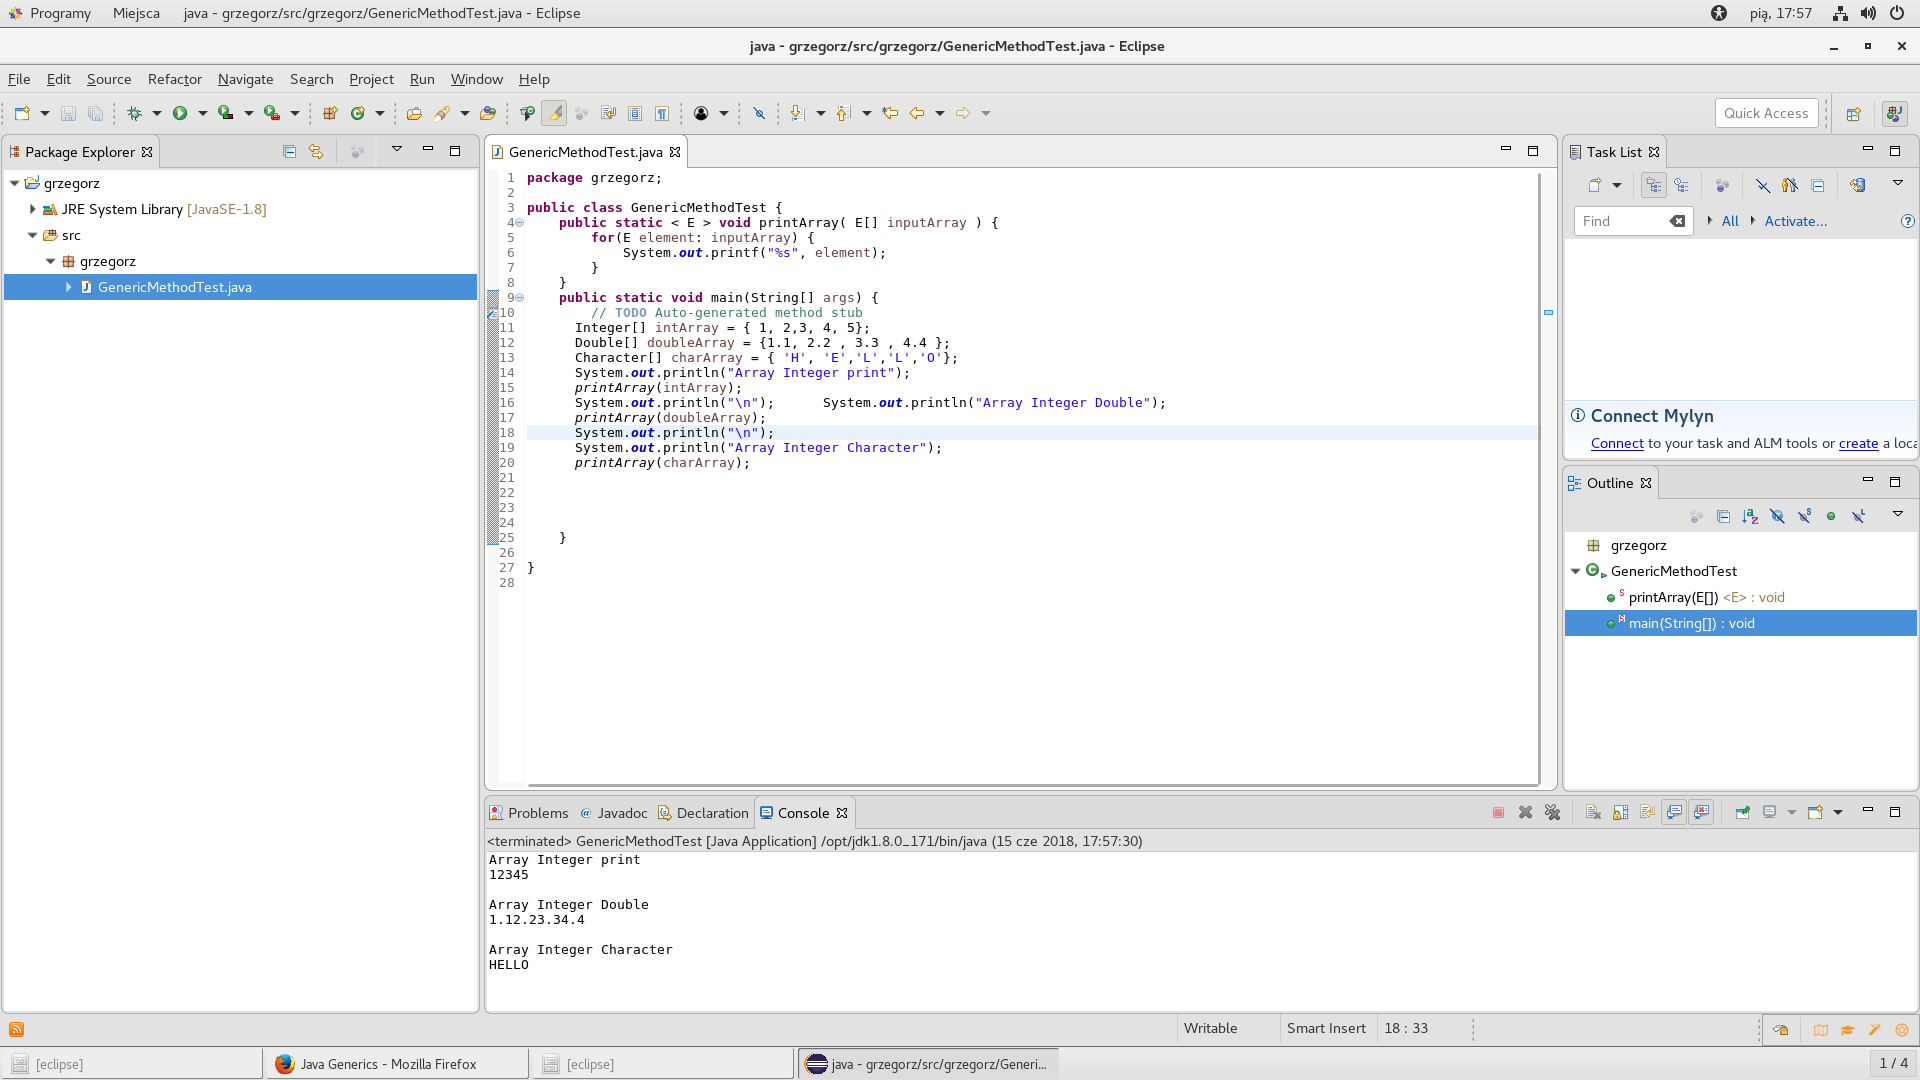 Programy Miejsca java - grzegorz/src/grzegorz/GenericMethodTest.java - Eclipse pią, 17:57
java - grzegorz/src/grzegorz/GenericMethodTest.java - Eclipse
File Edit Source Refactor Navigate Search Project Run Window Help
Quick Access
Package Explorer
grzegorz
JRE System Library [JavaSE-1.8]
src
grzegorz
GenericMethodTest.java
GenericMethodTest.java
1 package grzegorz;
2
3 public class GenericMethodTest {
4 public static < E > void printArray( E[] inputArray ) {
5 for(E element: inputArray) {
6 System.out.printf("%s", element);
7 }
8 }
9 public static void main(String[] args) {
10 // TODO Auto-generated method stub
11 Integer[] intArray = { 1, 2,3, 4, 5};
12 Double[] doubleArray = {1.1, 2.2 , 3.3 , 4.4 };
13 Character[] charArray = { 'H', 'E','L','L','O'};
14 System.out.println("Array Integer print");
15 printArray(intArray);
16 System.out.println("\n"); System.out.println("Array Integer Double");
17 printArray(doubleArray);
18 System.out.println("\n");
19 System.out.println("Array Integer Character");
20 printArray(charArray);
21
22
23
24
25 }
26
27 }
28
Task List
Find All Activate...
Connect Mylyn
Connect to your task and ALM tools or create a loca
Outline
grzegorz
GenericMethodTest
printArray(E[]) <E> : void
main(String[]) : void
Problems Javadoc Declaration Console
<terminated> GenericMethodTest [Java Application] /opt/jdk1.8.0_171/bin/java (15 cze 2018, 17:57:30)
Array Integer print
12345
Array Integer Double
1.12.23.34.4
Array Integer Character
HELLO
Writable Smart Insert 18 : 33
[eclipse] Java Generics - Mozilla Firefox [eclipse] java - grzegorz/src/grzegorz/Generi... 1 / 4